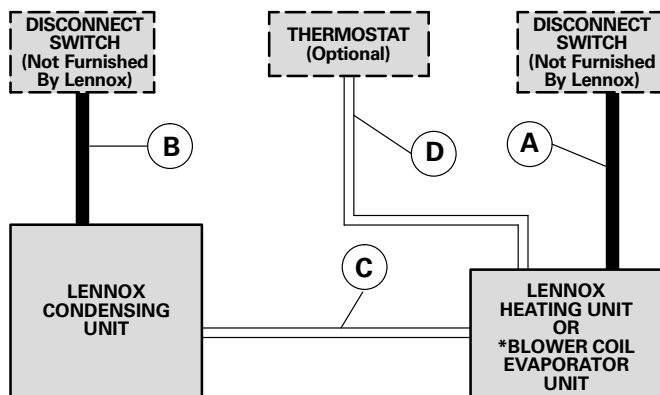 DISCONNECT
SWITCH
(Not Furnished
By Lennox)
THERMOSTAT
(Optional)
DISCONNECT
SWITCH
(Not Furnished
By Lennox)
B
D
A
C
LENNOX
CONDENSING
UNIT
LENNOX
HEATING UNIT
OR
*BLOWER COIL
EVAPORATOR
UNIT